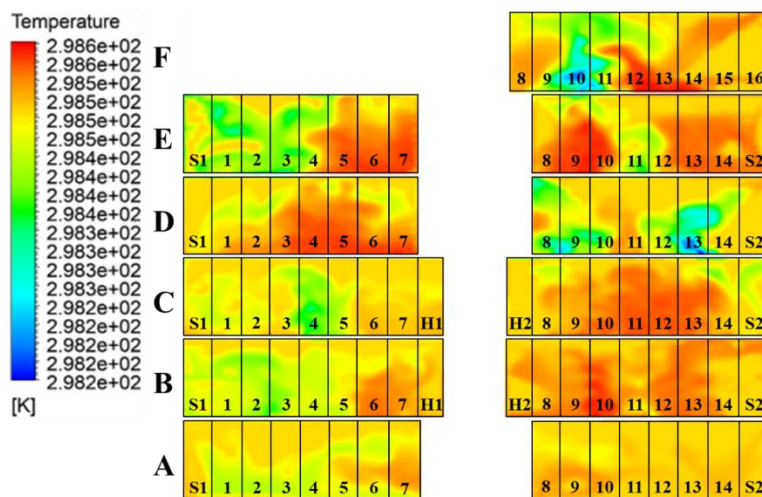 Temperature
2.986e+02
2.986e+02
2.985e+02
2.985e+02
2.985e+02
2.985e+02
2.984e+02
2.984e+02
2.984e+02
2.983e+02
2.983e+02
2.983e+02
2.982e+02
2.982e+02
2.982e+02
2.982e+02
[K]
F
8 9 10 11 12 13 14 15 16
E
S1 1 2 3 4 5 6 7
8 9 10 11 12 13 14 S2
D
S1 1 2 3 4 5 6 7
8 9 10 11 12 13 14 S2
C
S1 1 2 3 4 5 6 7 H1
H2 8 9 10 11 12 13 14 S2
B
S1 1 2 3 4 5 6 7 H1
H2 8 9 10 11 12 13 14 S2
A
S1 1 2 3 4 5 6 7
8 9 10 11 12 13 14 S2